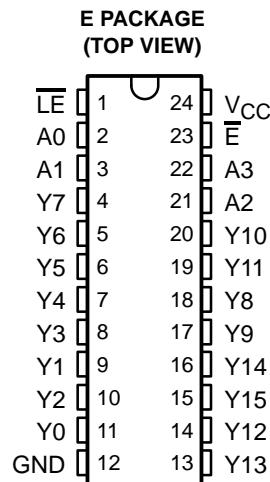 E PACKAGE
(TOP VIEW)
L̅E̅ 1 24 VCC
A0 2 23 E̅
A1 3 22 A3
Y7 4 21 A2
Y6 5 20 Y10
Y5 6 19 Y11
Y4 7 18 Y8
Y3 8 17 Y9
Y1 9 16 Y14
Y2 10 15 Y15
Y0 11 14 Y12
GND 12 13 Y13